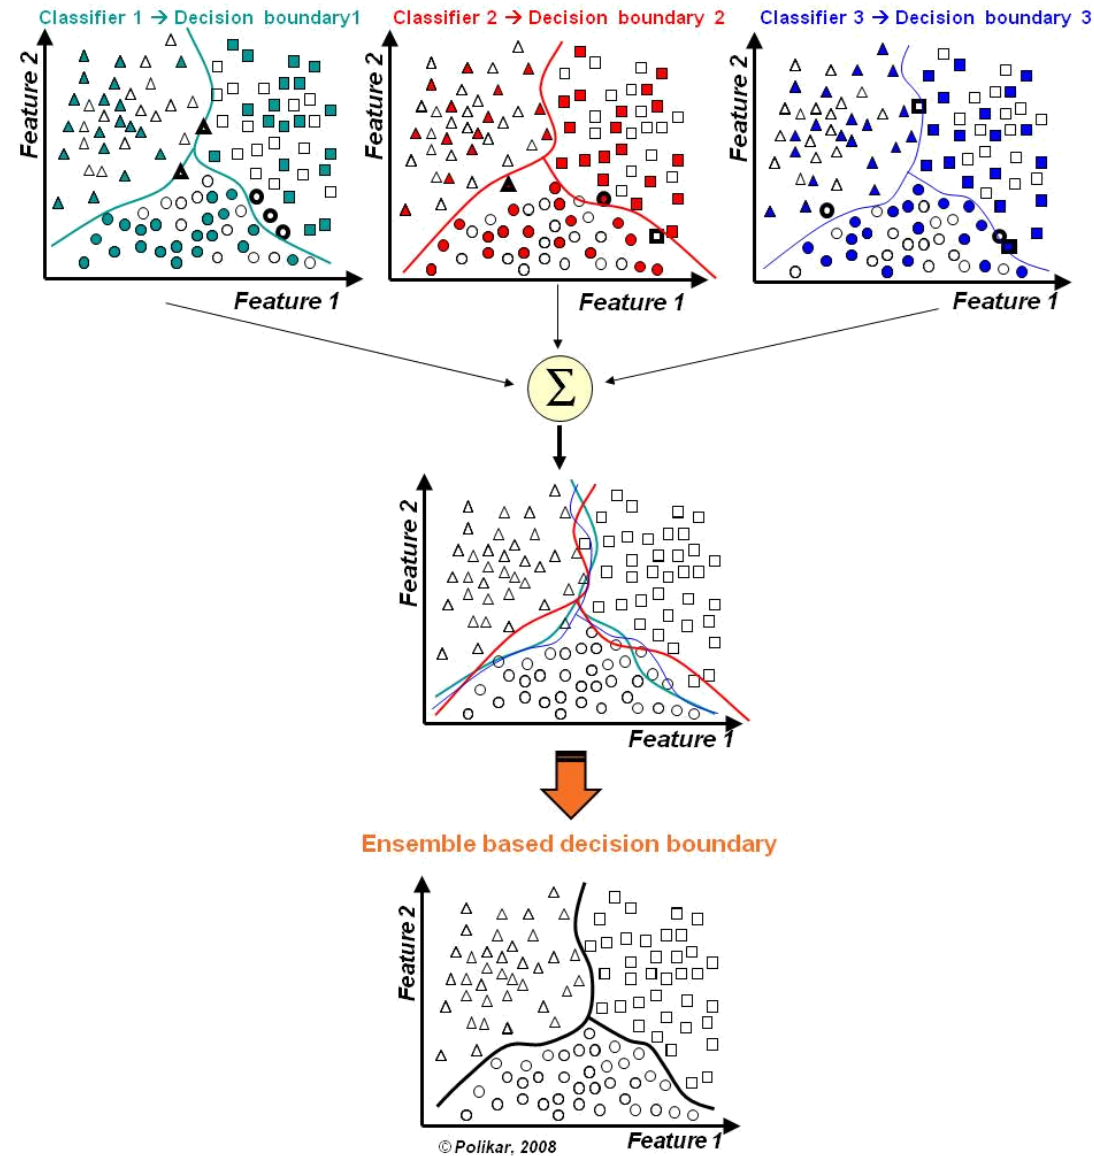 Classifier 1 → Decision boundary1
Classifier 2 → Decision boundary 2
Classifier 3 → Decision boundary 3
Feature 2
Feature 2
Feature 2
Feature 1
Feature 1
Feature 1
Σ
Feature 2
Feature 1
Ensemble based decision boundary
Feature 2
Feature 1
© Polikar, 2008